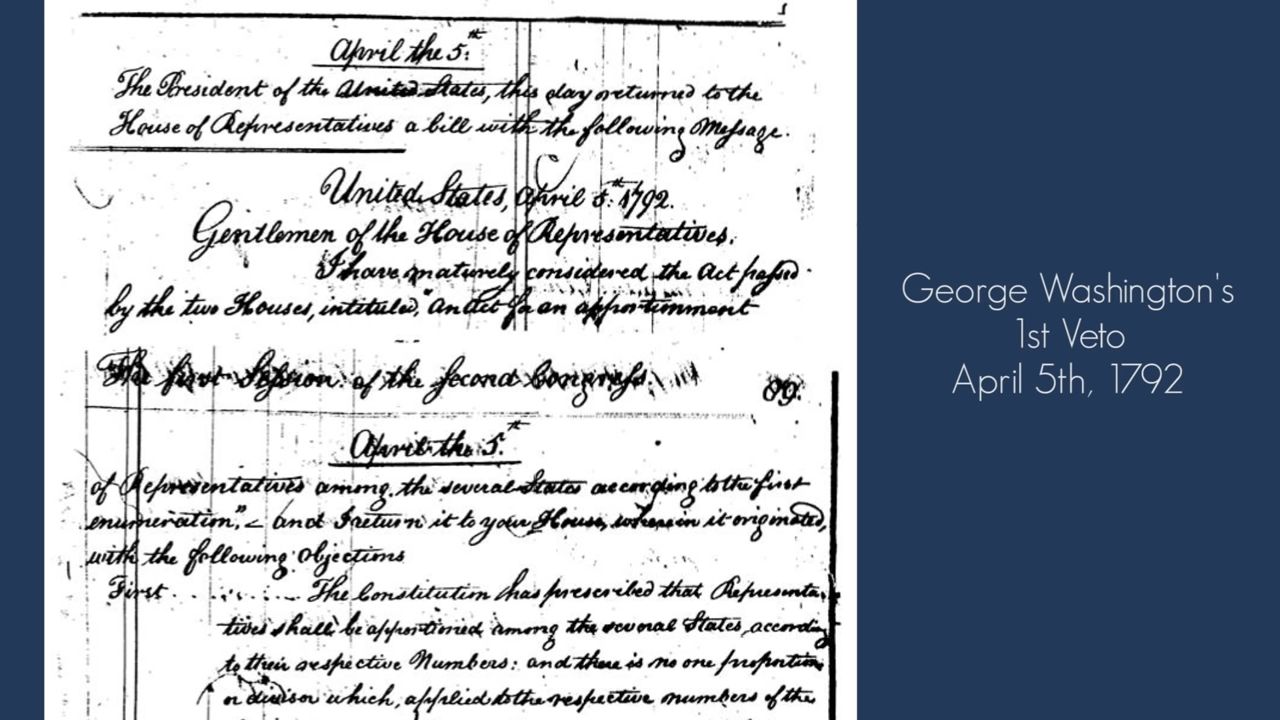 April the 5th
The President of the United States, this day returned to the
House of Representatives a bill with the following Message.
United States, April 5th 1792.
Gentlemen of the House of Representatives.
I have maturely considered the Act passed
by the two Houses, intituled, "An Act for an apportionment
The first Session of the Second Congress. 89.
April the 5th
of Representatives among the several States according to the first
enumeration," – and I return it to your House, wherein it originated,
with the following Objections
First . . . . . . . The Constitution has prescribed that Representa
tives shall be apportioned among the several States, according
to their respective Numbers: and there is no one proportion
or divisor which, applied to the respective numbers of the
George Washington's
1st Veto
April 5th, 1792